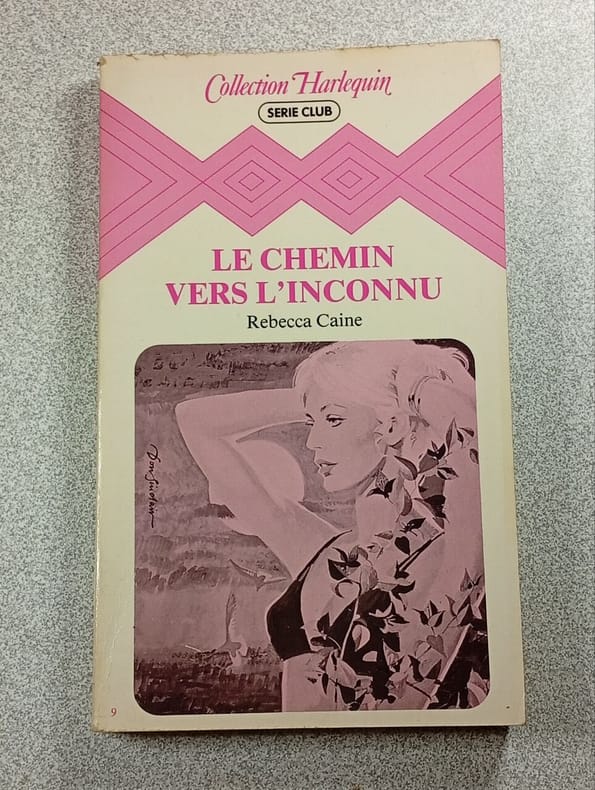 Collection Harlequin
SERIE CLUB
LE CHEMIN
VERS L'INCONNU
Rebecca Caine
9